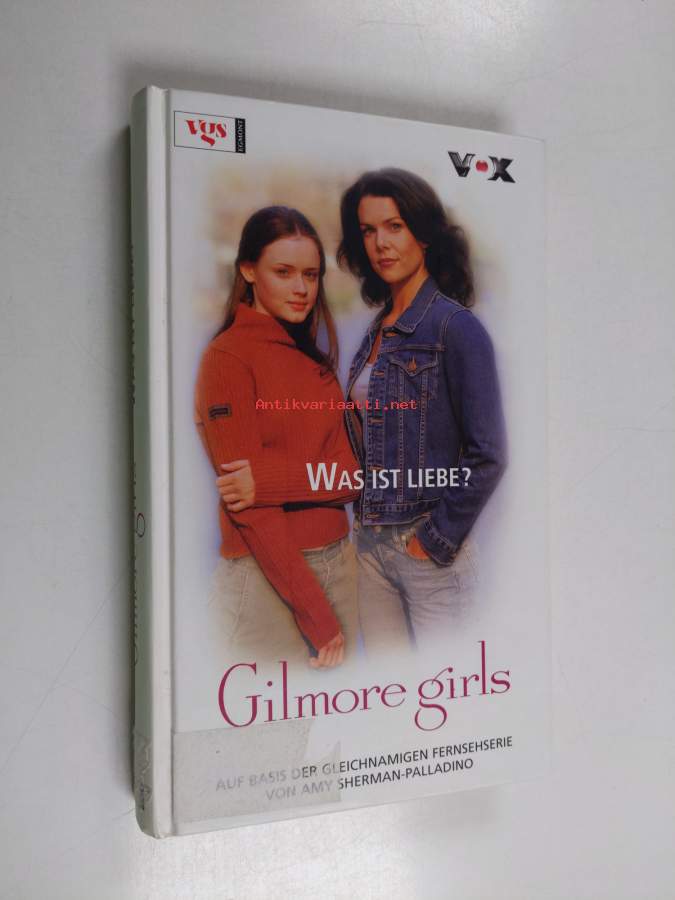 vgs
EGMONT
VOX
Antikvariaatti.net
WAS IST LIEBE?
Gilmore girls
AUF BASIS DER GLEICHNAMIGEN FERNSEHSERIE
VON AMY SHERMAN-PALLADINO